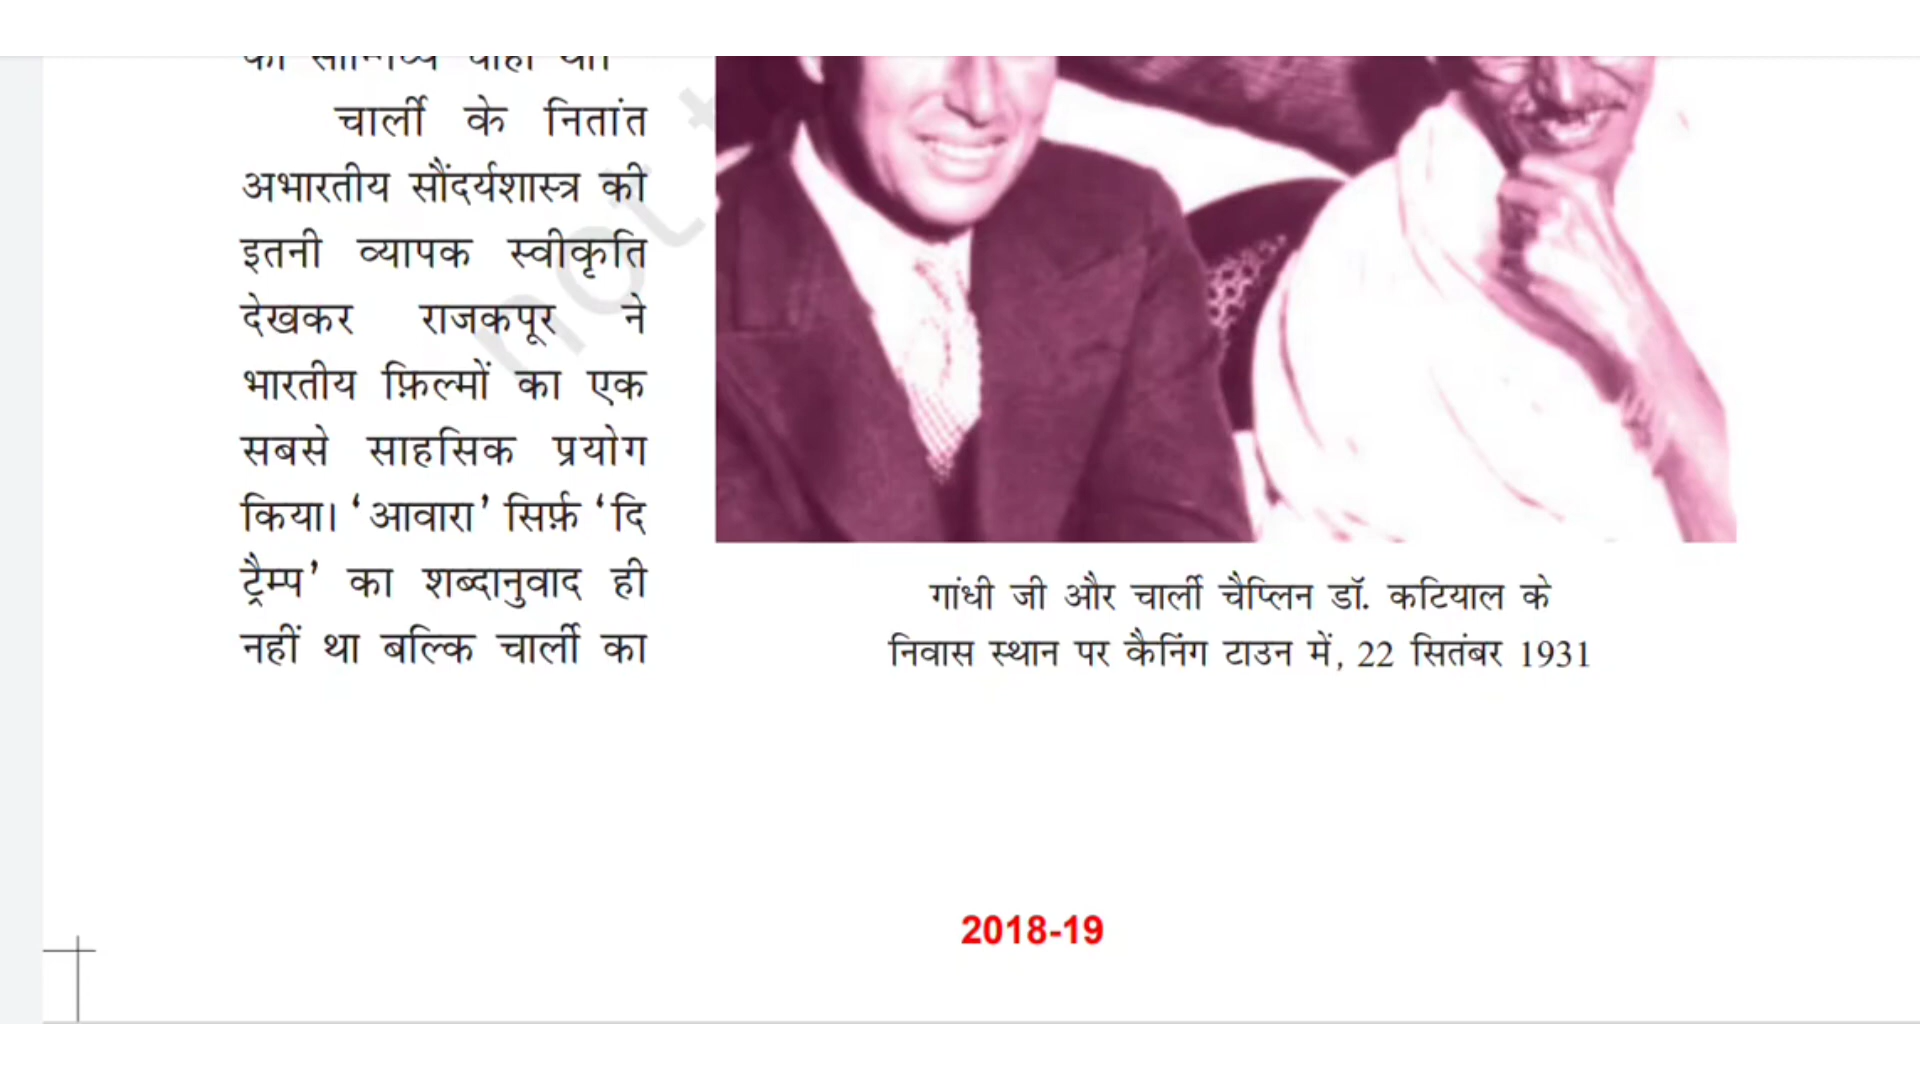 चार्ली के नितांत
अभारतीय सौंदर्यशास्त्र की
इतनी व्यापक स्वीकृति
देखकर राजकपूर ने
भारतीय फ़िल्मों का एक
सबसे साहसिक प्रयोग
किया। ‘आवारा’ सिर्फ़ ‘दि
ट्रैम्प’ का शब्दानुवाद ही
नहीं था बल्कि चार्ली का
not
गांधी जी और चार्ली चैप्लिन डॉ. कटियाल के
निवास स्थान पर कैनिंग टाउन में, 22 सितंबर 1931
2018-19